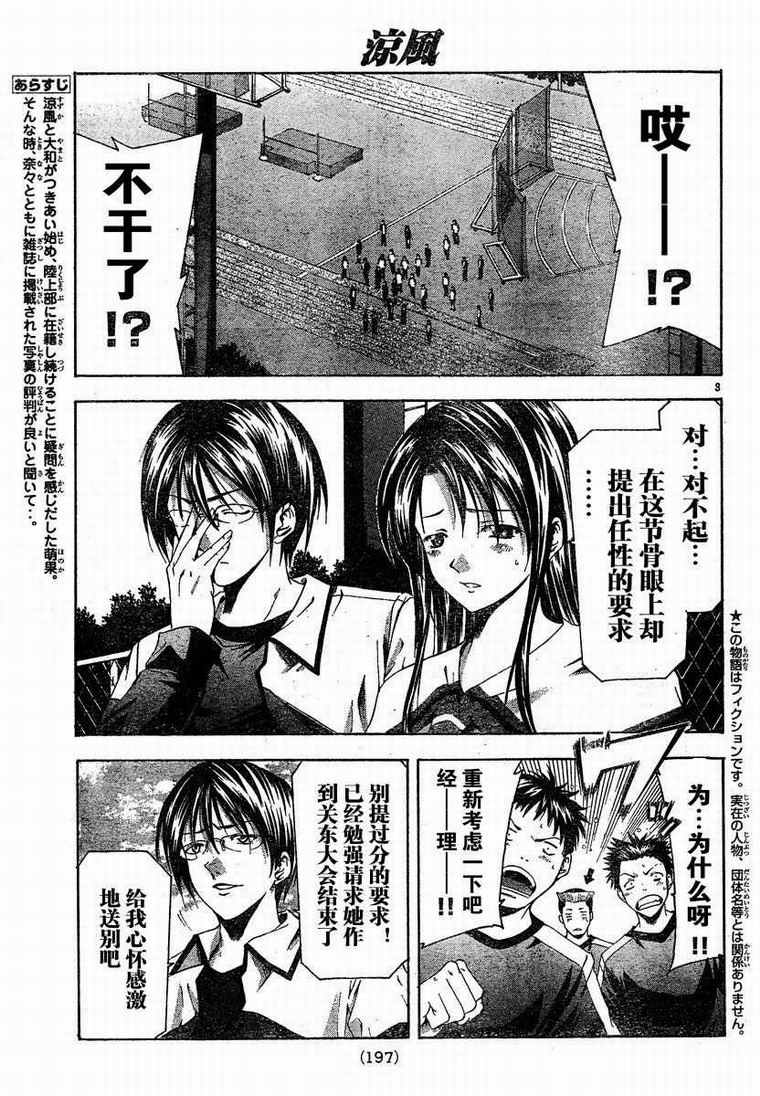 涼風
哎——!?
不干了!?
あらすじ
涼風と大和がつきあい始め、陸上部に在籍し続けることに疑問を感じだした萌果。
そんな時、奈々とともに雑誌に掲載された写真の評判が良いと聞いて‥。
3
对…对不起…
在这节骨眼上却
提出任性的要求
……
★この物語はフィクションです。実在の人物、団体名等とは関係ありません。
为…为什么呀!!
重新考虑一下吧
经——理——!!
别提过分的要求!
已经勉强请求她作
到关东大会结束了
给我心怀感激
地送别吧
(197)